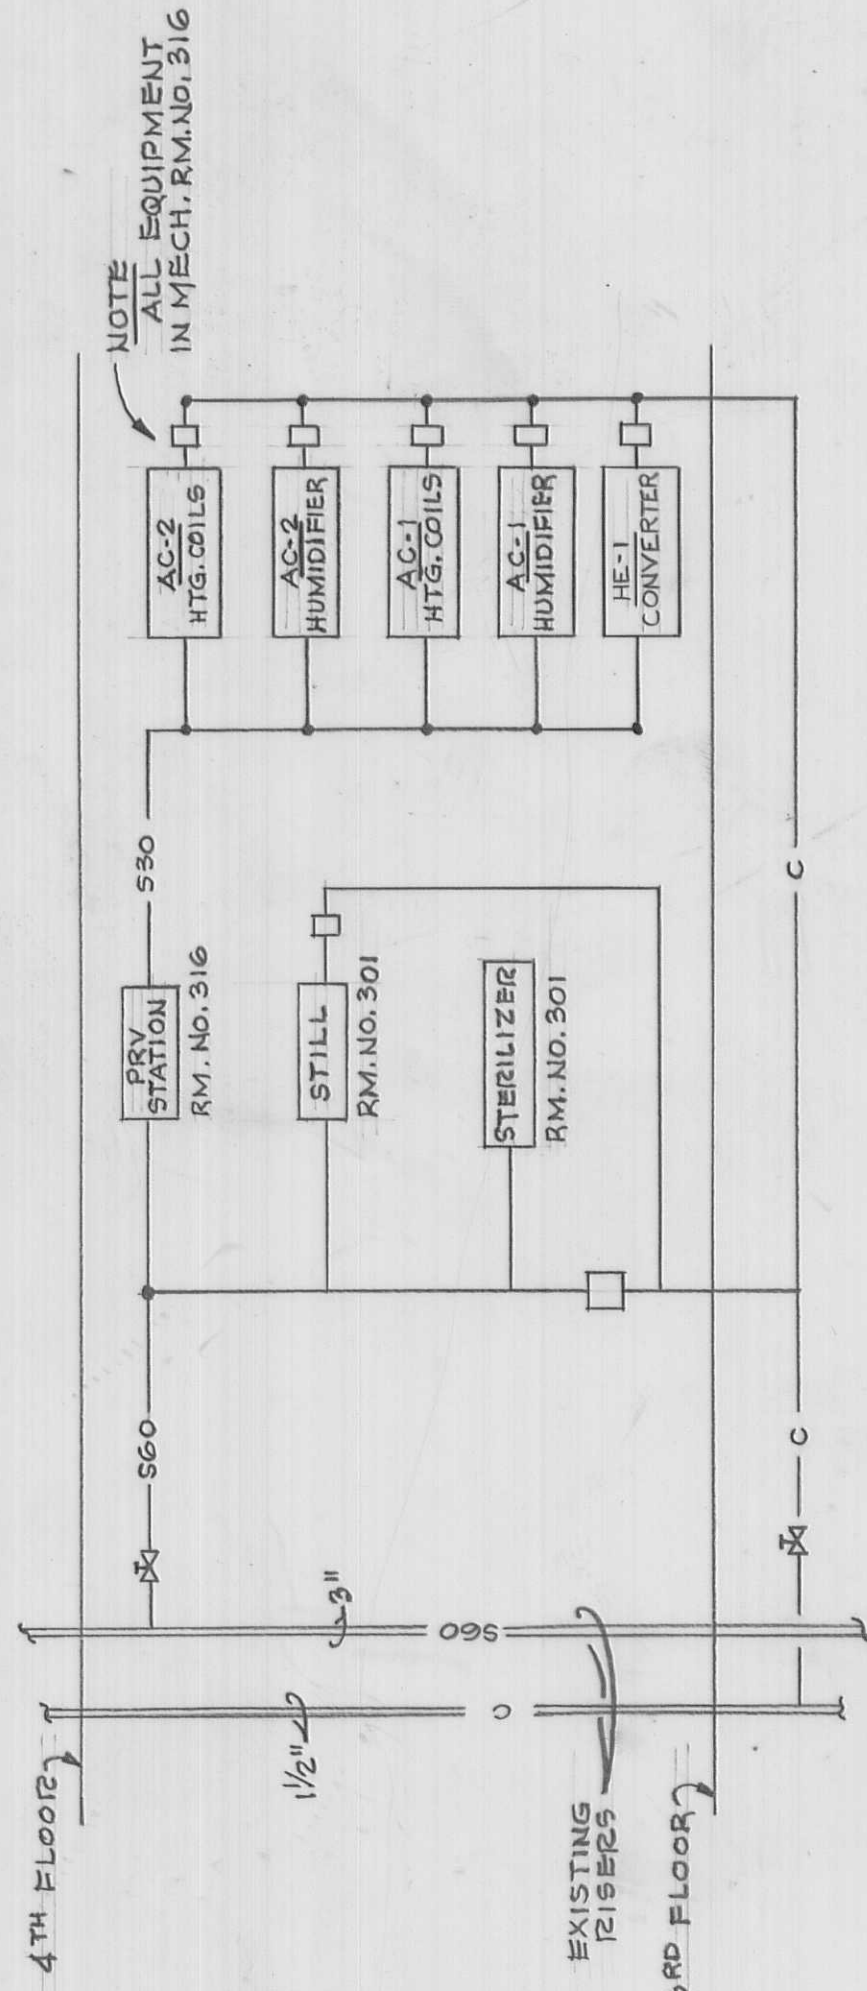 4TH FLOOR
NOTE
ALL EQUIPMENT
IN MECH. RM. NO. 316
1 1/2"
3"
S60
S60
PRV
STATION
RM. NO. 316
S30
AC-2
HTG. COILS
AC-2
HUMIDIFIER
AC-1
HTG. COILS
AC-1
HUMIDIFIER
HE-1
CONVERTER
STILL
RM. NO. 301
STERILIZER
RM. NO. 301
C
EXISTING
RISERS
RD FLOOR
C
C